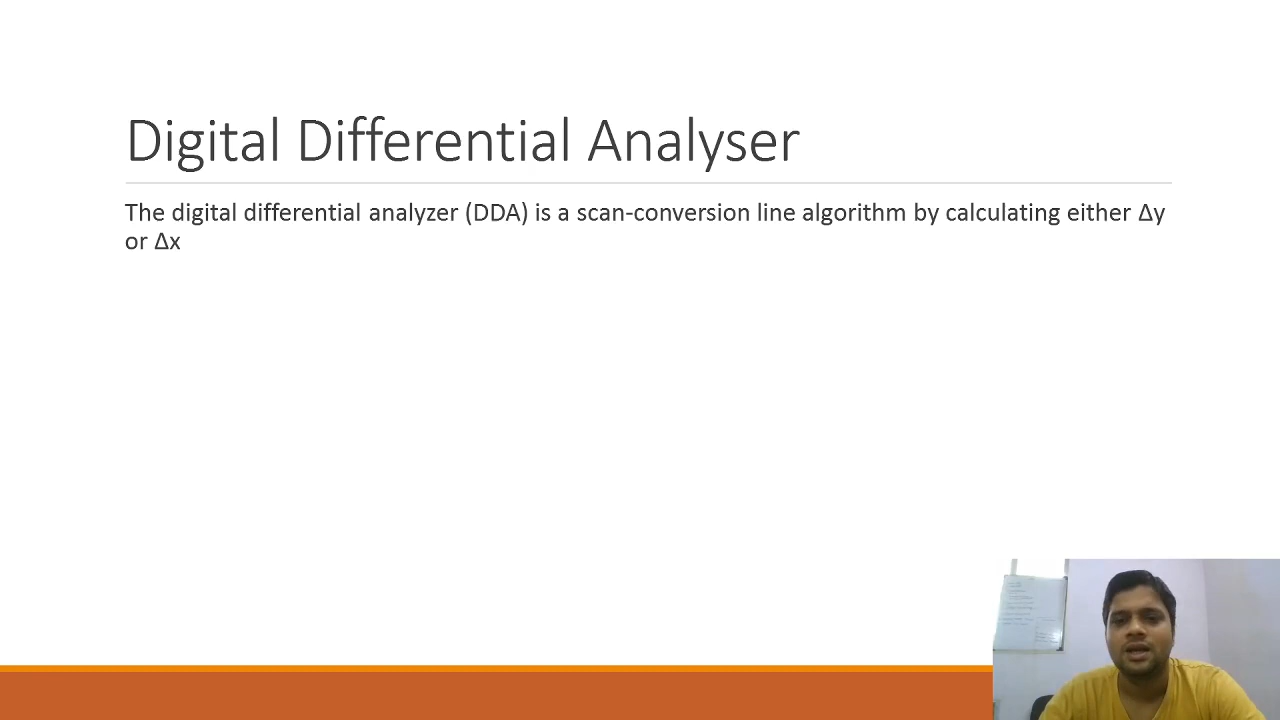 Digital Differential Analyser
The digital differential analyzer (DDA) is a scan-conversion line algorithm by calculating either Δy
or Δx